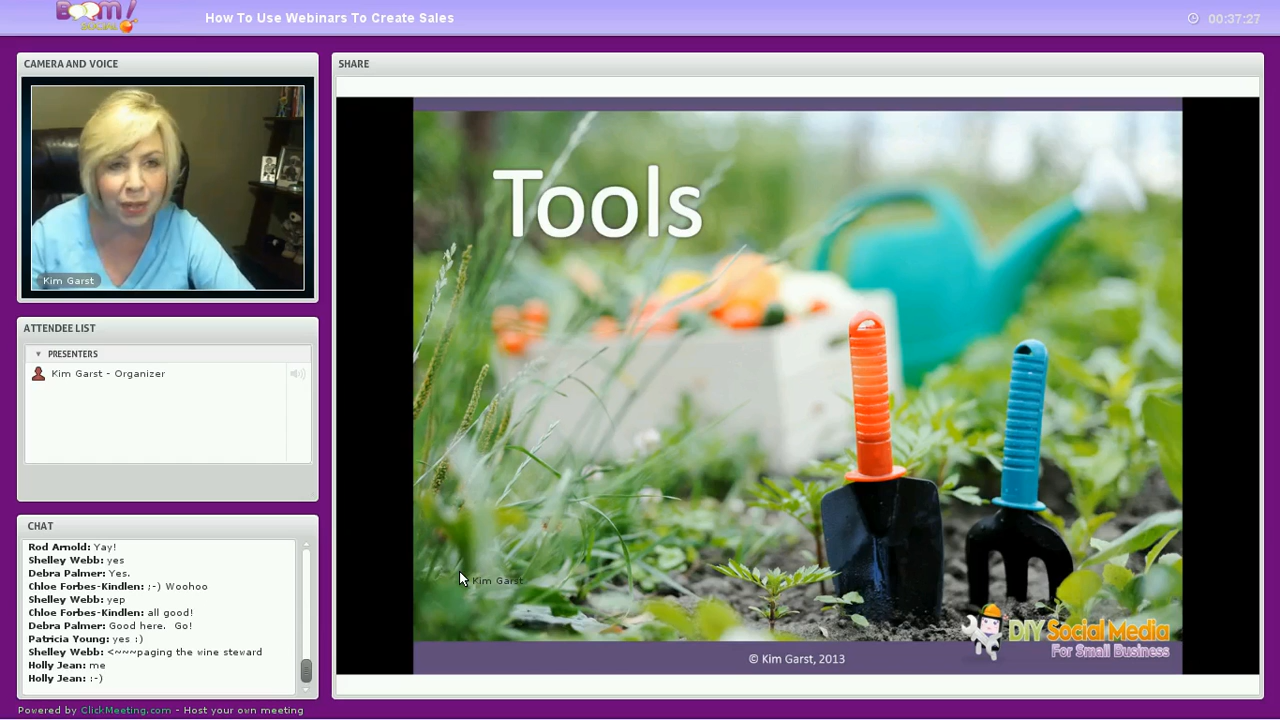 BOOM!
SOCIAL
How To Use Webinars To Create Sales
00:37:27
CAMERA AND VOICE
Kim Garst
ATTENDEE LIST
PRESENTERS
Kim Garst - Organizer
CHAT
Rod Arnold: Yay!
Shelley Webb: yes
Debra Palmer: Yes.
Chloe Forbes-Kindlen: ;-) Woohoo
Shelley Webb: yep
Chloe Forbes-Kindlen: all good!
Debra Palmer: Good here.  Go!
Patricia Young: yes :)
Shelley Webb: <~~~paging the wine steward
Holly Jean: me
Holly Jean: :-)
Powered by ClickMeeting.com - Host your own meeting
SHARE
Tools
Kim Garst
DIY Social Media
For Small Business
© Kim Garst, 2013